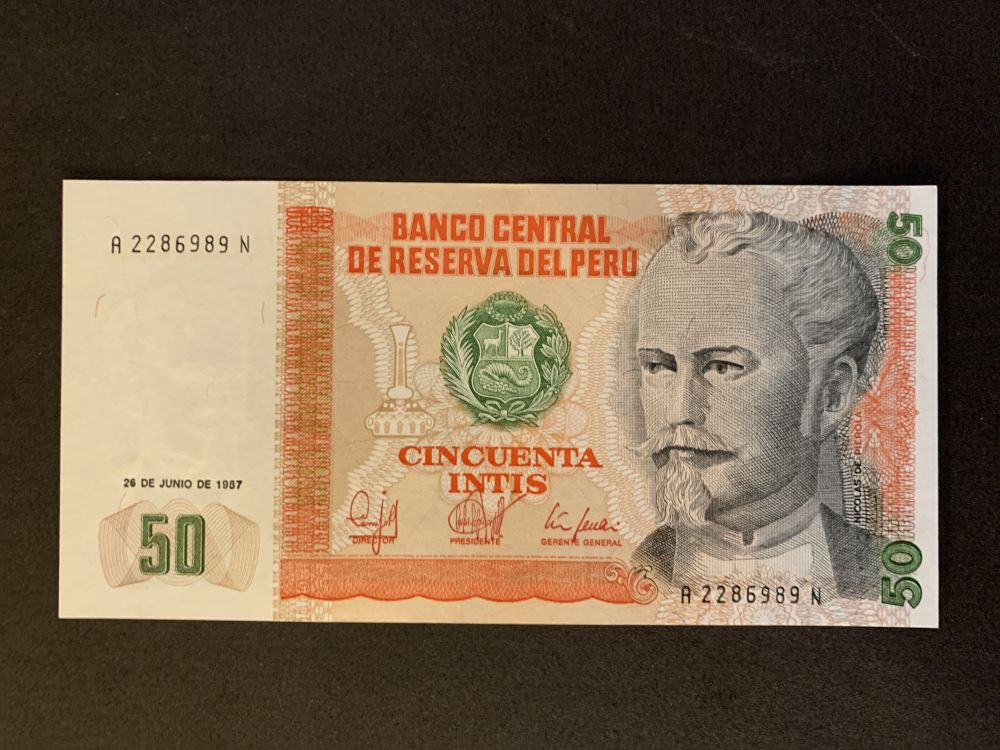 A 2286989 N
BANCO CENTRAL
DE RESERVA DEL PERÚ
50
CINCUENTA
INTIS
26 DE JUNIO DE 1987
50
DIRECTOR
PRESIDENTE
GERENTE GENERAL
NICOLAS DE PIEROLA
A 2286989 N
50